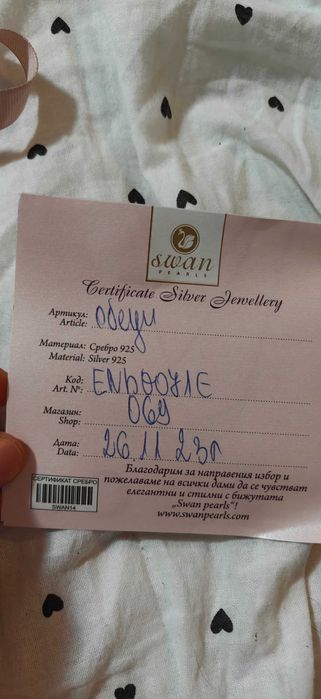 swan
PEARLS
Certificate Silver Jewellery
Артикул: обеци
Article:
Материал: Сребро 925
Material: Silver 925
Код:
Art. №:
Магазин: 069
Shop:
Дата: 26.11.23г
Data:
Благодарим за направения избор и
пожелаваме на всички дами да се чувстват
елегантни и стилни с бижутата
„Swan pearls"!
www.swanpearls.com
СЕРТИФИКАТ СРЕБРО
SWAN14